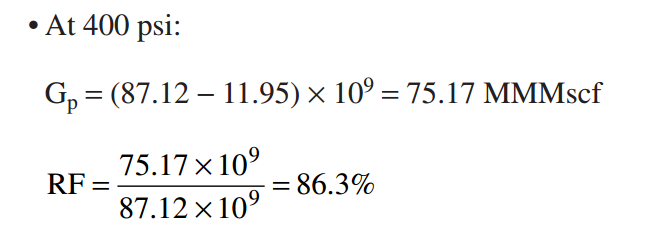 • At 400 psi:
Gₚ = (87.12 − 11.95) × 10⁹ = 75.17 MMMscf
RF = 75.17 × 10⁹ / 87.12 × 10⁹ = 86.3%